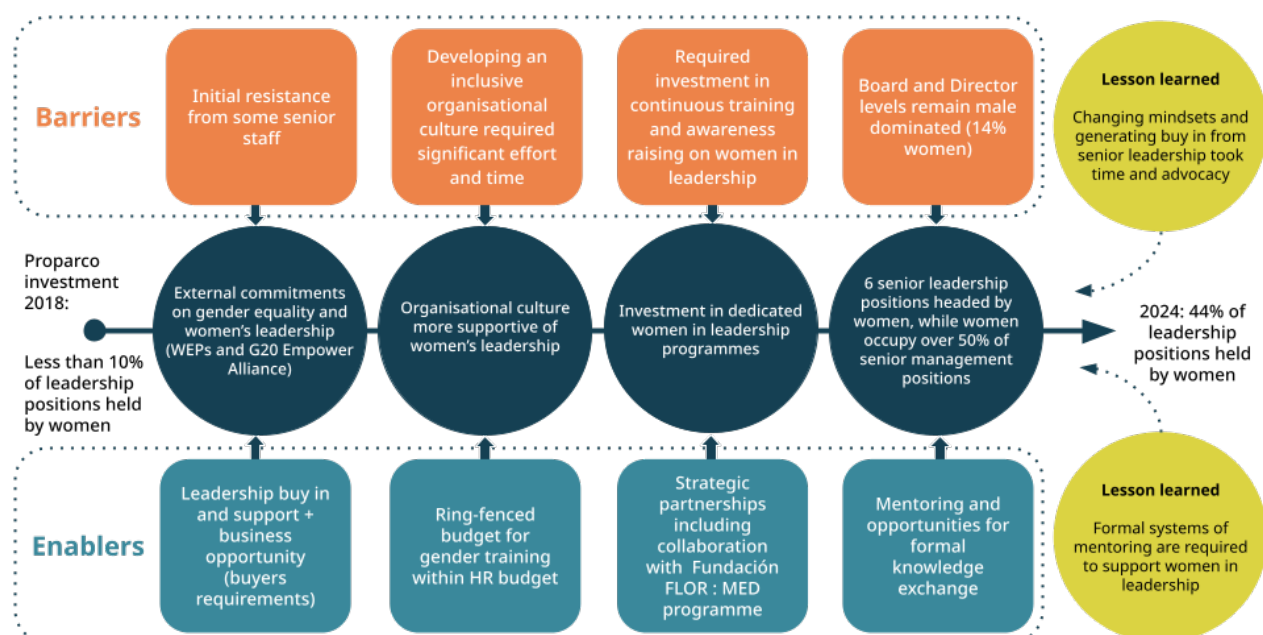 Barriers
Initial resistance
from some senior
staff
Developing an
inclusive
organisational
culture required
significant effort
and time
Required
investment in
continuous training
and awareness
raising on women in
leadership
Board and Director
levels remain male
dominated (14%
women)
Lesson learned
Changing mindsets and
generating buy in from
senior leadership took
time and advocacy
Proparco
investment
2018:
Less than 10%
of leadership
positions held
by women
External commitments
on gender equality and
women’s leadership
(WEPs and G20 Empower
Alliance)
Organisational culture
more supportive of
women’s leadership
Investment in dedicated
women in leadership
programmes
6 senior leadership
positions headed by
women, while women
occupy over 50% of
senior management
positions
2024: 44% of
leadership
positions held
by women
Enablers
Leadership buy in
and support +
business
opportunity
(buyers
requirements)
Ring-fenced
budget for
gender training
within HR budget
Strategic
partnerships
including
collaboration
with Fundación
FLOR : MED
programme
Mentoring and
opportunities for
formal
knowledge
exchange
Lesson learned
Formal systems of
mentoring are required
to support women in
leadership